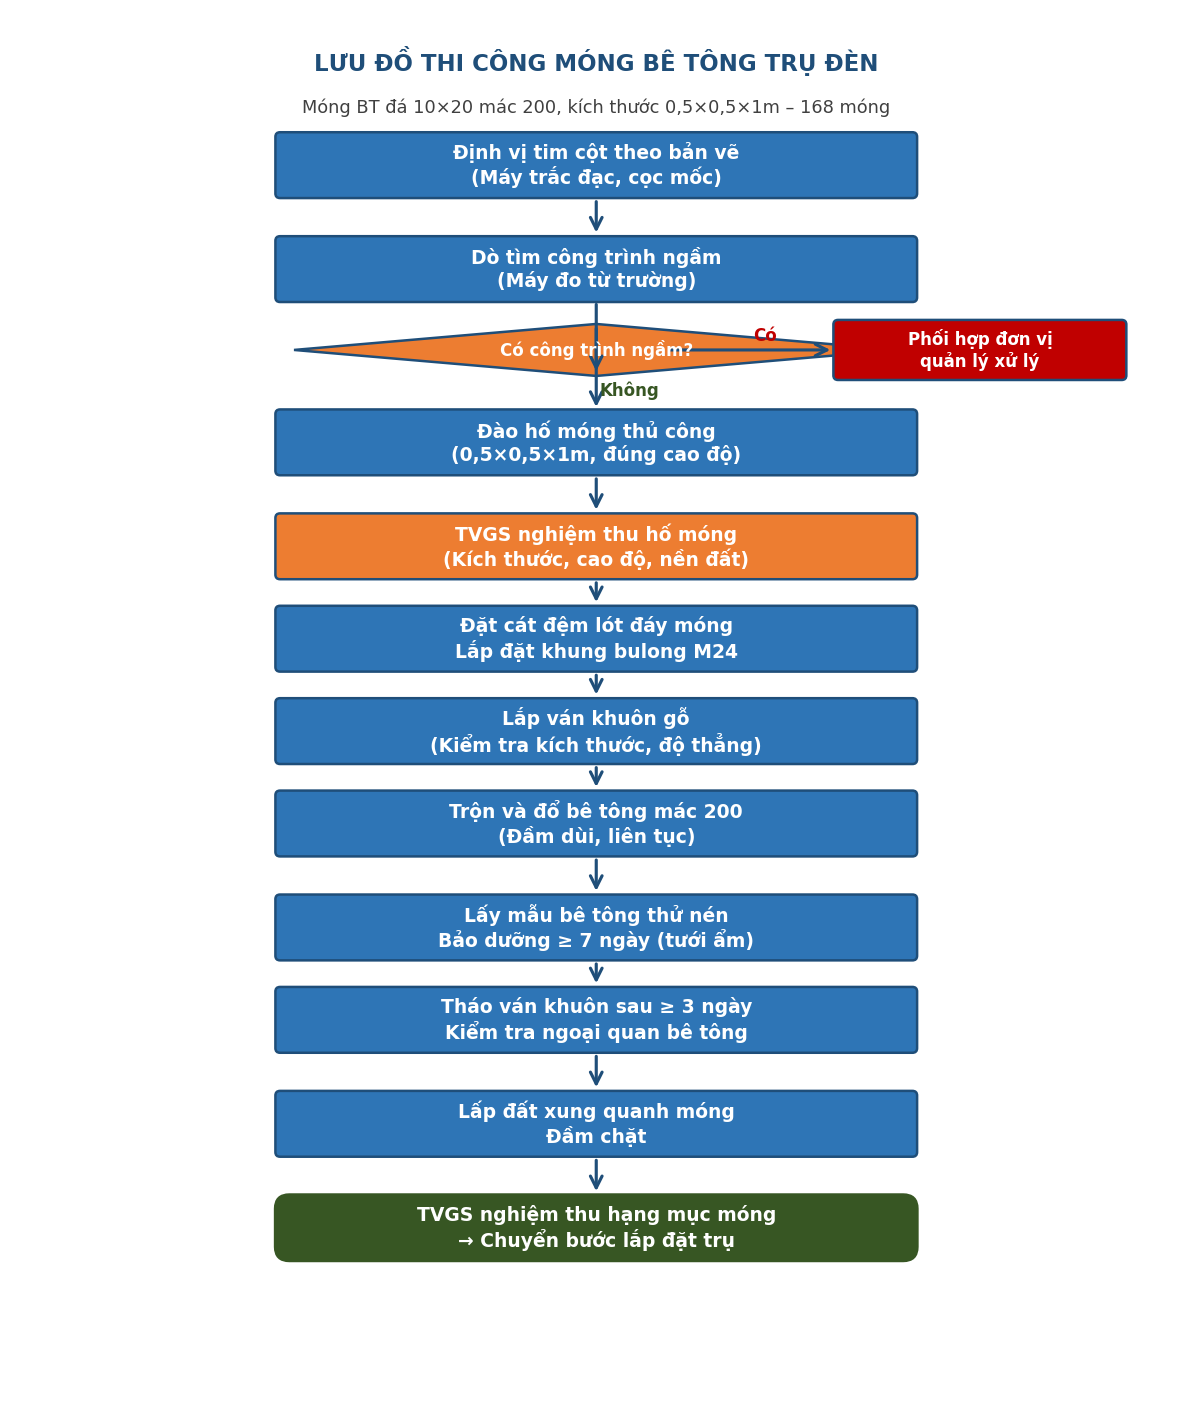 LƯU ĐỒ THI CÔNG MÓNG BÊ TÔNG TRỤ ĐÈN
Móng BT đá 10×20 mác 200, kích thước 0,5×0,5×1m – 168 móng
Định vị tim cột theo bản vẽ
(Máy trắc đạc, cọc mốc)
Dò tìm công trình ngầm
(Máy đo từ trường)
Có công trình ngầm?
Có
Phối hợp đơn vị
quản lý xử lý
Không
Đào hố móng thủ công
(0,5×0,5×1m, đúng cao độ)
TVGS nghiệm thu hố móng
(Kích thước, cao độ, nền đất)
Đặt cát đệm lót đáy móng
Lắp đặt khung bulong M24
Lắp ván khuôn gỗ
(Kiểm tra kích thước, độ thẳng)
Trộn và đổ bê tông mác 200
(Đầm dùi, liên tục)
Lấy mẫu bê tông thử nén
Bảo dưỡng ≥ 7 ngày (tưới ẩm)
Tháo ván khuôn sau ≥ 3 ngày
Kiểm tra ngoại quan bê tông
Lấp đất xung quanh móng
Đầm chặt
TVGS nghiệm thu hạng mục móng
→ Chuyển bước lắp đặt trụ